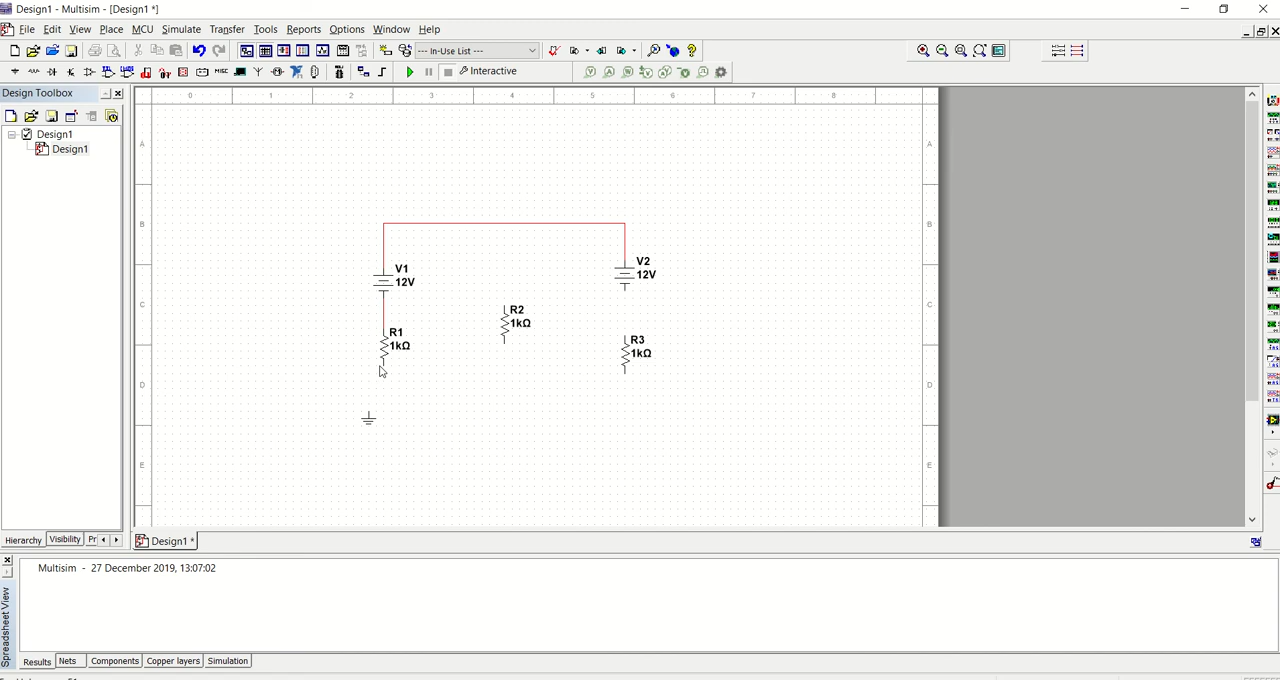 Design1 - Multisim - [Design1 *]
File Edit View Place MCU Simulate Transfer Tools Reports Options Window Help
--- In-Use List ---
MISC Interactive
Design Toolbox
0 1 2 3 4 5 6 7 8
Design1
Design1
A A
B B
V1
12V
V2
12V
C C
R2
1kΩ
R1
1kΩ
R3
1kΩ
D D
E E
Hierarchy Visibility Pr
Design1 *
Multisim - 27 December 2019, 13:07:02
Spreadsheet View
Results Nets Components Copper layers Simulation